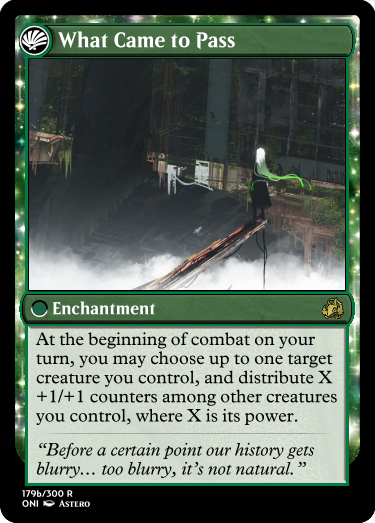 What Came to Pass
Enchantment
At the beginning of combat on your
turn, you may choose up to one target
creature you control, and distribute X
+1/+1 counters among other creatures
you control, where X is its power.
“Before a certain point our history gets
blurry… too blurry, it’s not natural.”
179b/300 R
ONI Astero